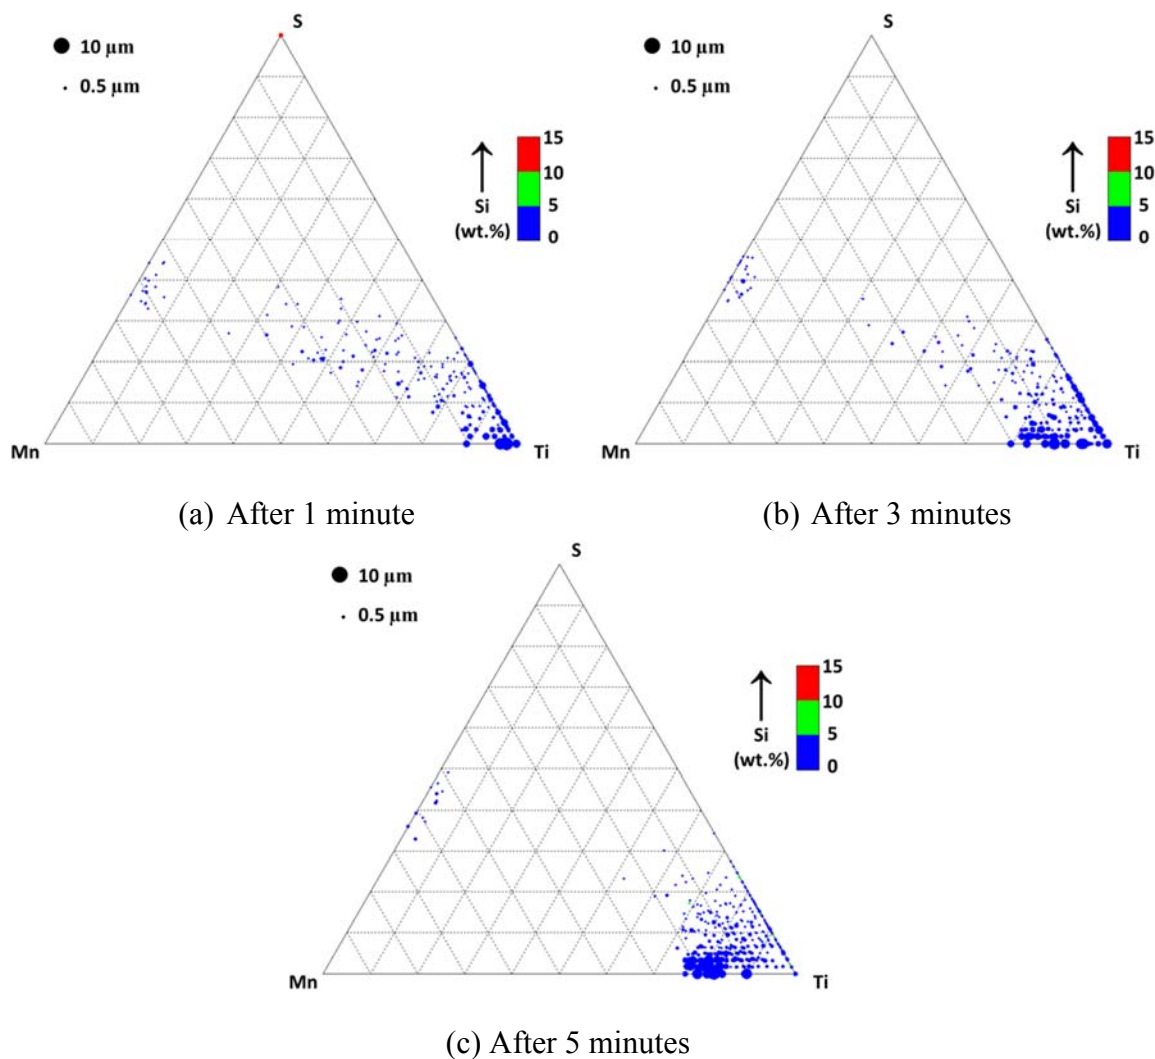 S
10 µm
0.5 µm
15
10
Si
5
(wt.%)
0
Mn
Ti
(a) After 1 minute
S
10 µm
0.5 µm
15
10
Si
5
(wt.%)
0
Mn
Ti
(b) After 3 minutes
S
10 µm
0.5 µm
15
10
Si
5
(wt.%)
0
Mn
Ti
(c) After 5 minutes